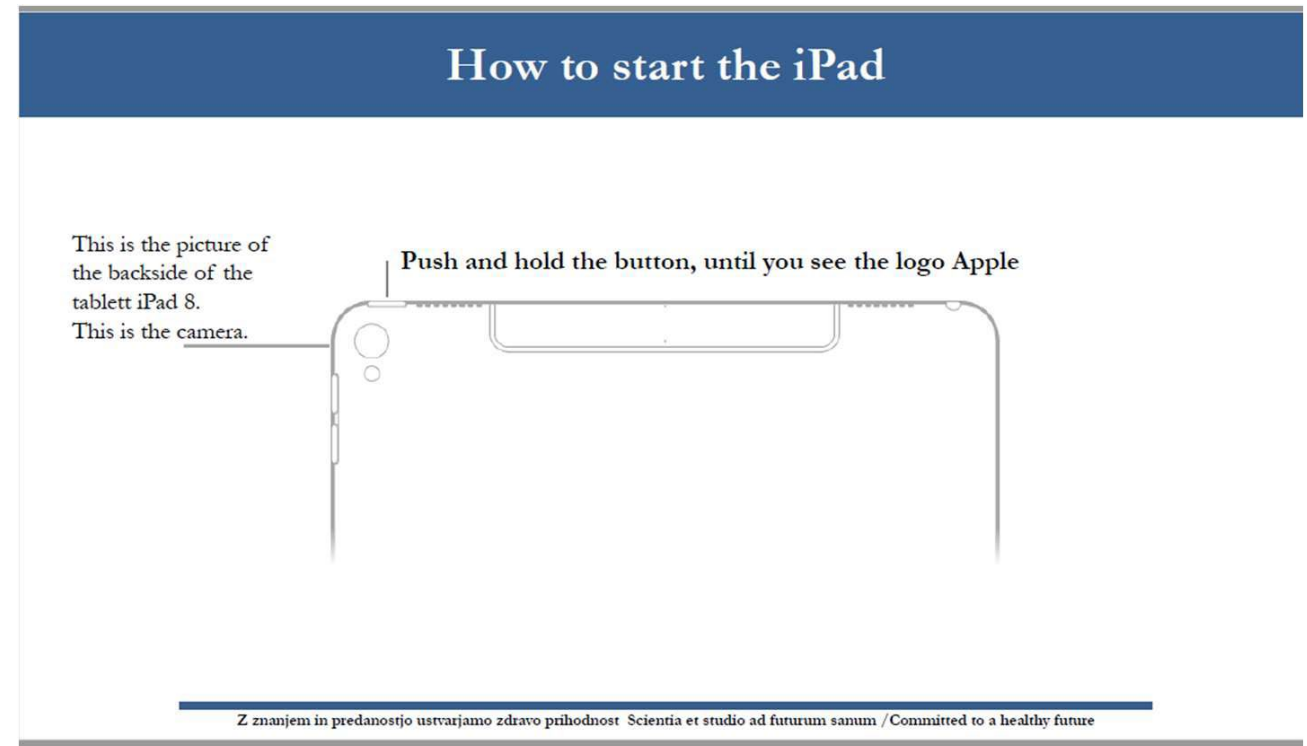 How to start the iPad
This is the picture of
the backside of the
tablett iPad 8.
This is the camera.
Push and hold the button, until you see the logo Apple
Z znanjem in predanostjo ustvarjamo zdravo prihodnost Scientia et studio ad futurum sanum /Committed to a healthy future